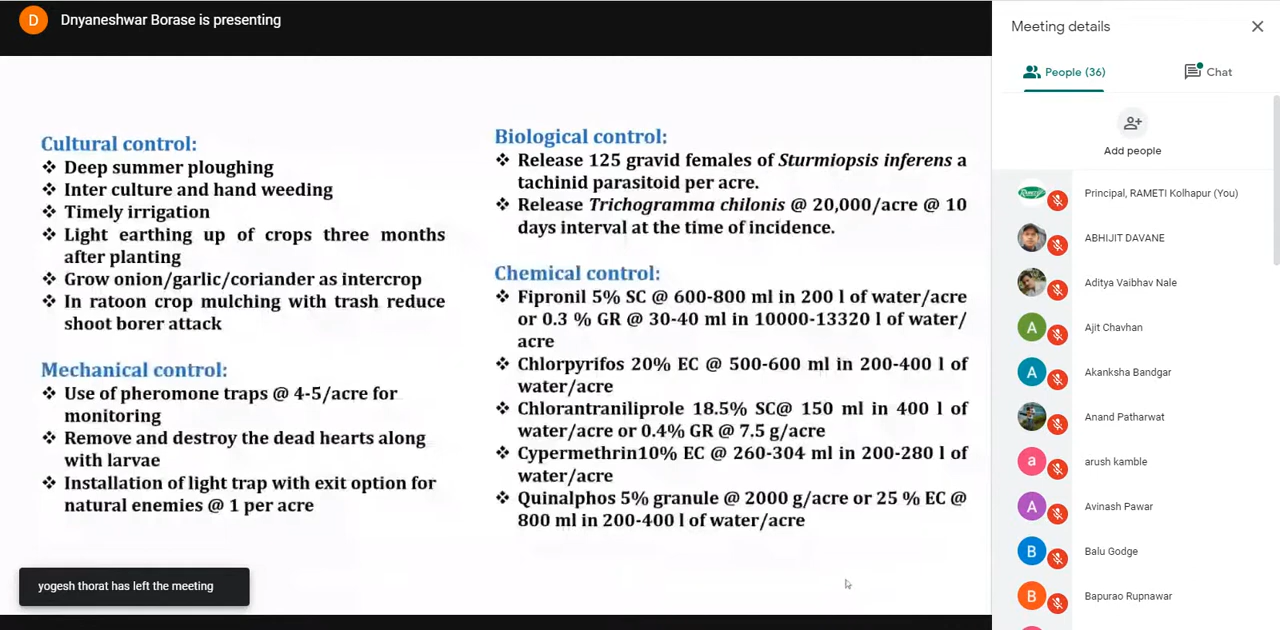 D
Dnyaneshwar Borase is presenting
Cultural control:
❖ Deep summer ploughing
❖ Inter culture and hand weeding
❖ Timely irrigation
❖ Light earthing up of crops three months
after planting
❖ Grow onion/garlic/coriander as intercrop
❖ In ratoon crop mulching with trash reduce
shoot borer attack
Mechanical control:
❖ Use of pheromone traps @ 4-5/acre for
monitoring
❖ Remove and destroy the dead hearts along
with larvae
❖ Installation of light trap with exit option for
natural enemies @ 1 per acre
Biological control:
❖ Release 125 gravid females of Sturmiopsis inferens a
tachinid parasitoid per acre.
❖ Release Trichogramma chilonis @ 20,000/acre @ 10
days interval at the time of incidence.
Chemical control:
❖ Fipronil 5% SC @ 600-800 ml in 200 l of water/acre
or 0.3 % GR @ 30-40 ml in 10000-13320 l of water/
acre
❖ Chlorpyrifos 20% EC @ 500-600 ml in 200-400 l of
water/acre
❖ Chlorantraniliprole 18.5% SC@ 150 ml in 400 l of
water/acre or 0.4% GR @ 7.5 g/acre
❖ Cypermethrin10% EC @ 260-304 ml in 200-280 l of
water/acre
❖ Quinalphos 5% granule @ 2000 g/acre or 25 % EC @
800 ml in 200-400 l of water/acre
yogesh thorat has left the meeting
Meeting details
People (36)
Chat
Add people
Principal, RAMETI Kolhapur (You)
ABHIJIT DAVANE
Aditya Vaibhav Nale
A Ajit Chavhan
A Akanksha Bandgar
Anand Patharwat
a arush kamble
A Avinash Pawar
B Balu Godge
B Bapurao Rupnawar